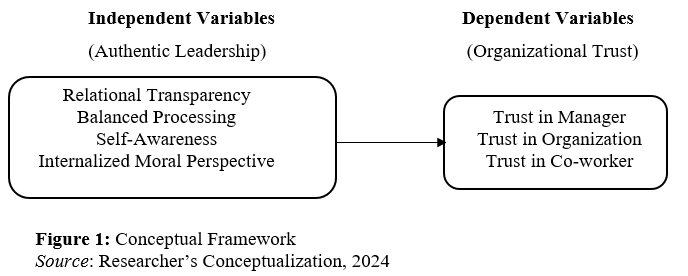 Independent Variables
(Authentic Leadership)
Relational Transparency
Balanced Processing
Self-Awareness
Internalized Moral Perspective
Dependent Variables
(Organizational Trust)
Trust in Manager
Trust in Organization
Trust in Co-worker
Figure 1: Conceptual Framework
Source: Researcher's Conceptualization, 2024